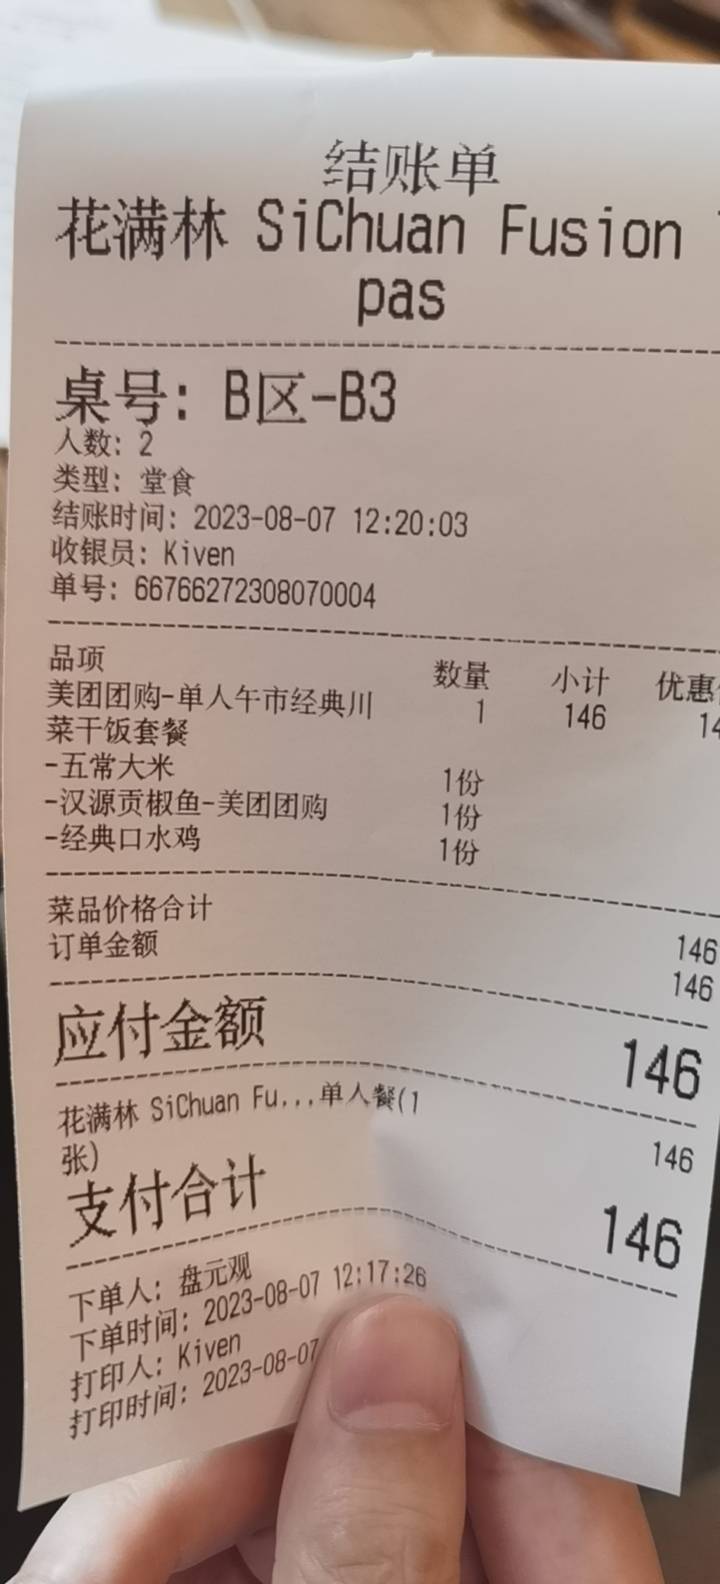 结账单
花满林 SiChuan Fusion
pas
桌号: B区-B3
人数: 2
类型: 堂食
结账时间: 2023-08-07 12:20:03
收银员: Kiven
单号: 66766272308070004
品项 数量 小计 优惠
美团团购-单人午市经典川 1 146
菜干饭套餐
-五常大米 1份
-汉源贡椒鱼-美团团购 1份
-经典口水鸡 1份
菜品价格合计 146
订单金额 146
应付金额 146
花满林 SiChuan Fu...单人餐(1
张) 146
支付合计 146
下单人: 盘元观
下单时间: 2023-08-07 12:17:26
打印人: Kiven
打印时间: 2023-08-07